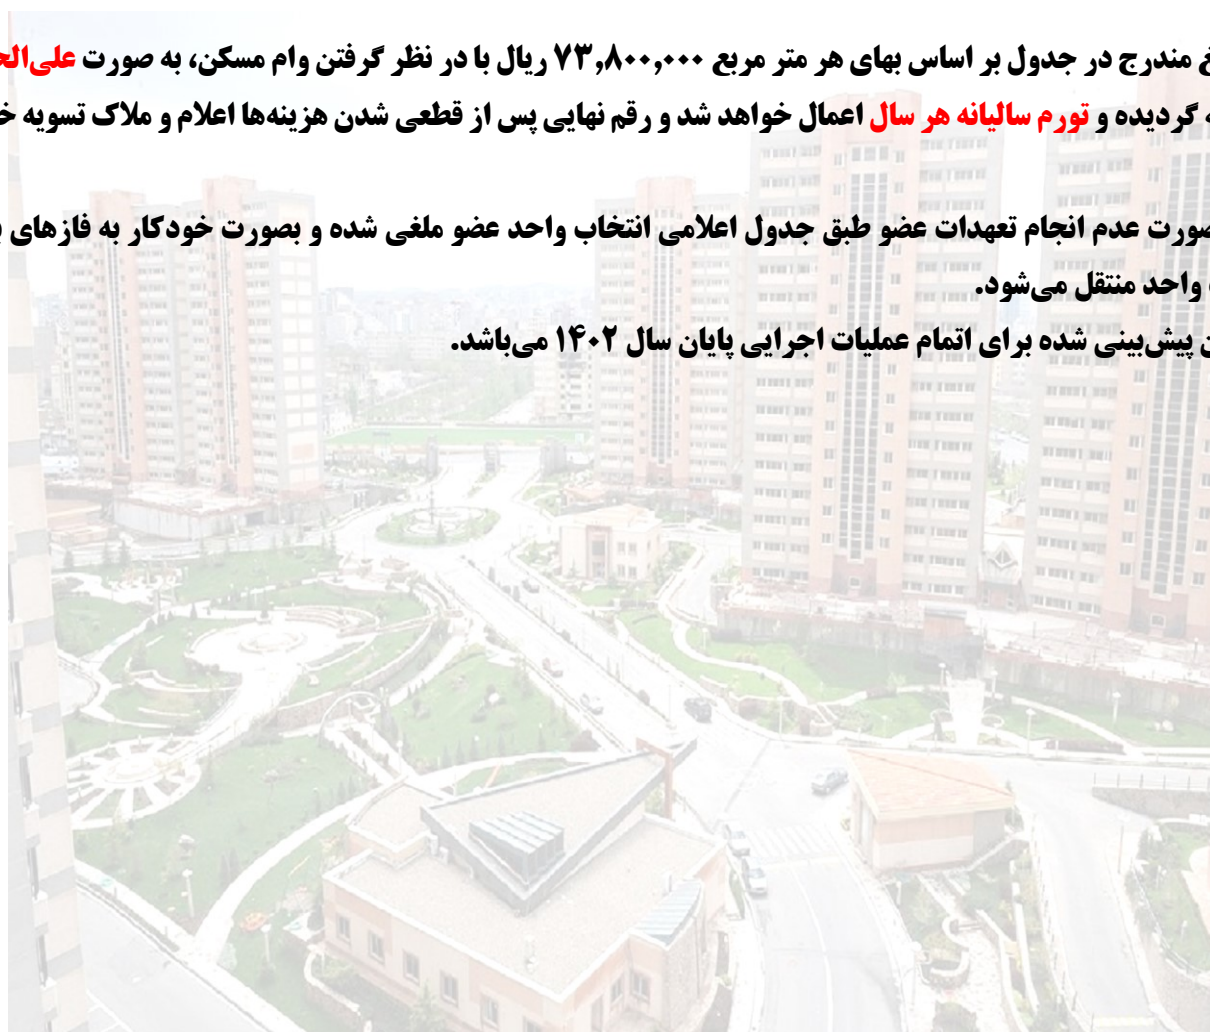 مندرج در جدول بر اساس بهای هر متر مربع ۷۳,۸۰۰,۰۰۰ ریال با در نظر گرفتن وام مسکن، به صورت
گردیده و تورم سالیانه هر سال اعمال خواهد شد و رقم نهایی پس از قطعی شدن هزینه‌ها اعلام و ملاک تسویه
عدم انجام تعهدات عضو طبق جدول اعلامی انتخاب واحد عضو ملغی شده و بصورت خودکار به فازهای
واحد منتقل می‌شود.
پیش‌بینی شده برای اتمام عملیات اجرایی پایان سال ۱۴۰۲ می‌باشد.